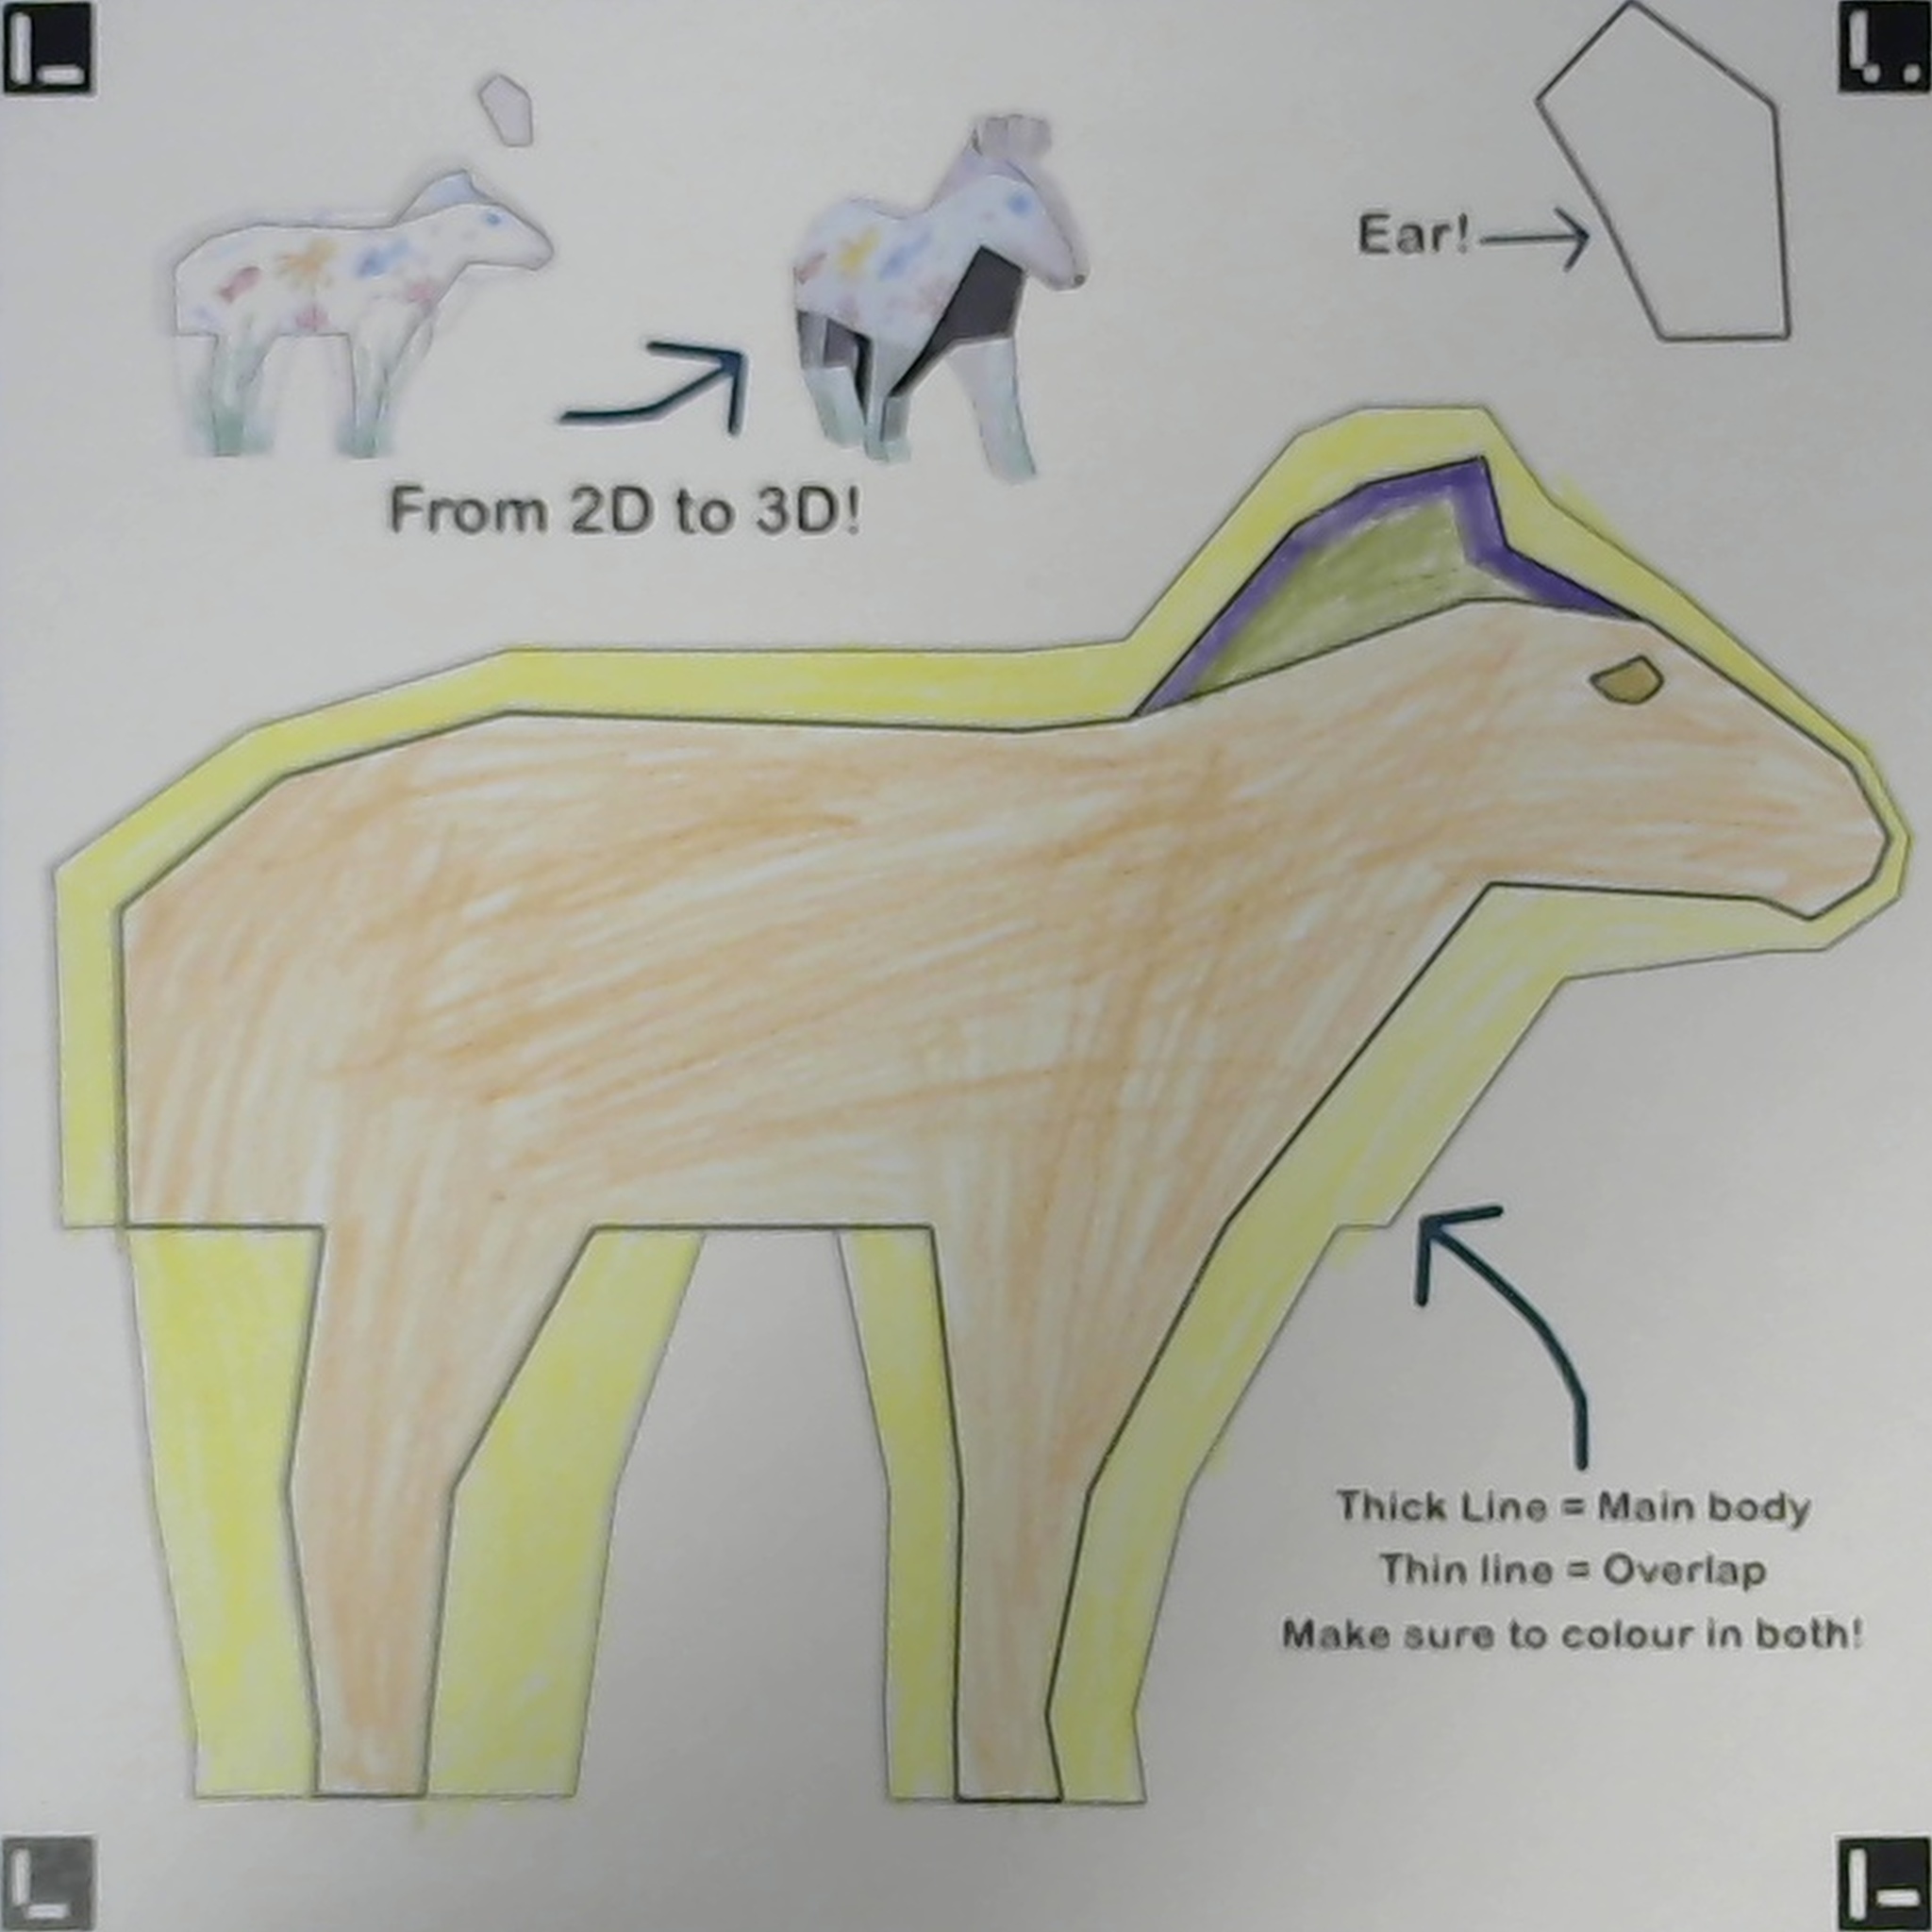 Ear!
From 2D to 3D!
Thick Line = Main body
Thin line = Overlap
Make sure to colour in both!